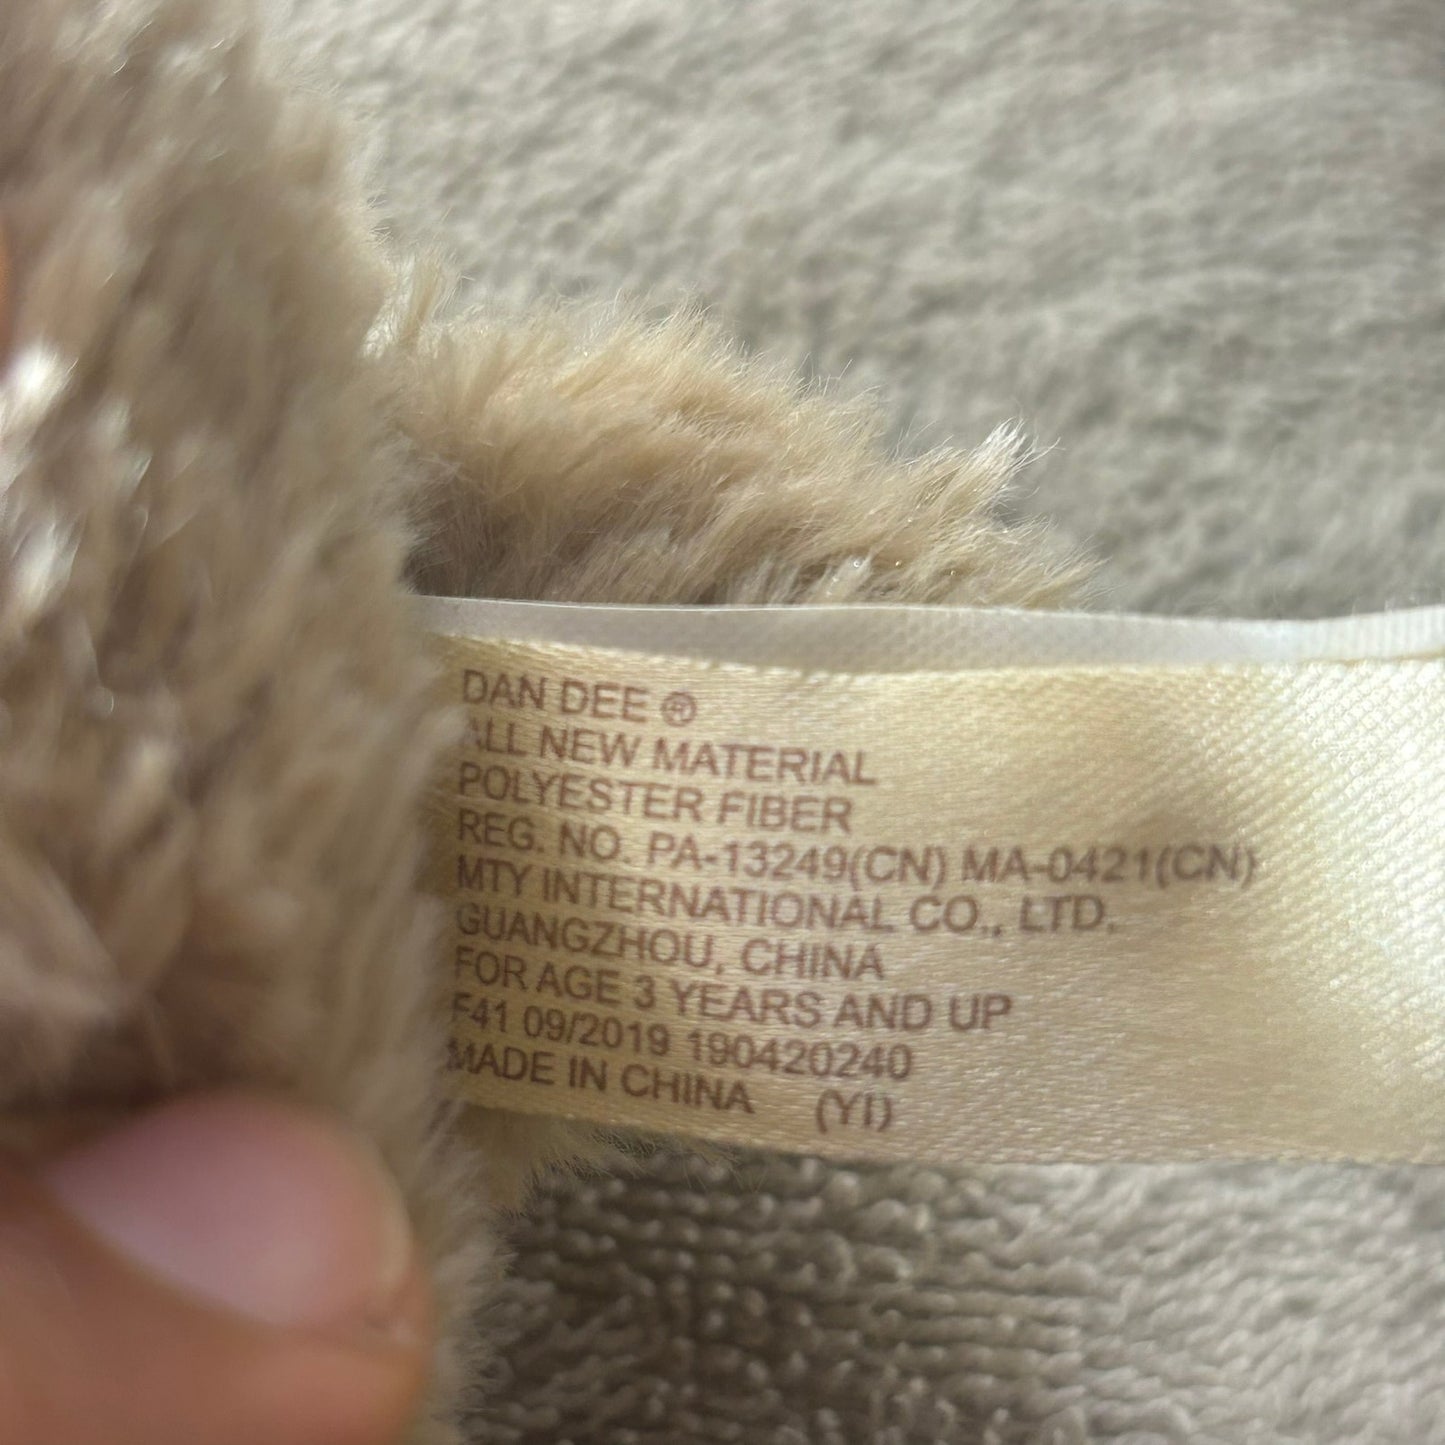 DAN DEE ®
ALL NEW MATERIAL
POLYESTER FIBER
REG. NO. PA-13249(CN) MA-0421(CN)
MTY INTERNATIONAL CO., LTD.
GUANGZHOU, CHINA
FOR AGE 3 YEARS AND UP
F41 09/2019 190420240
MADE IN CHINA (YI)